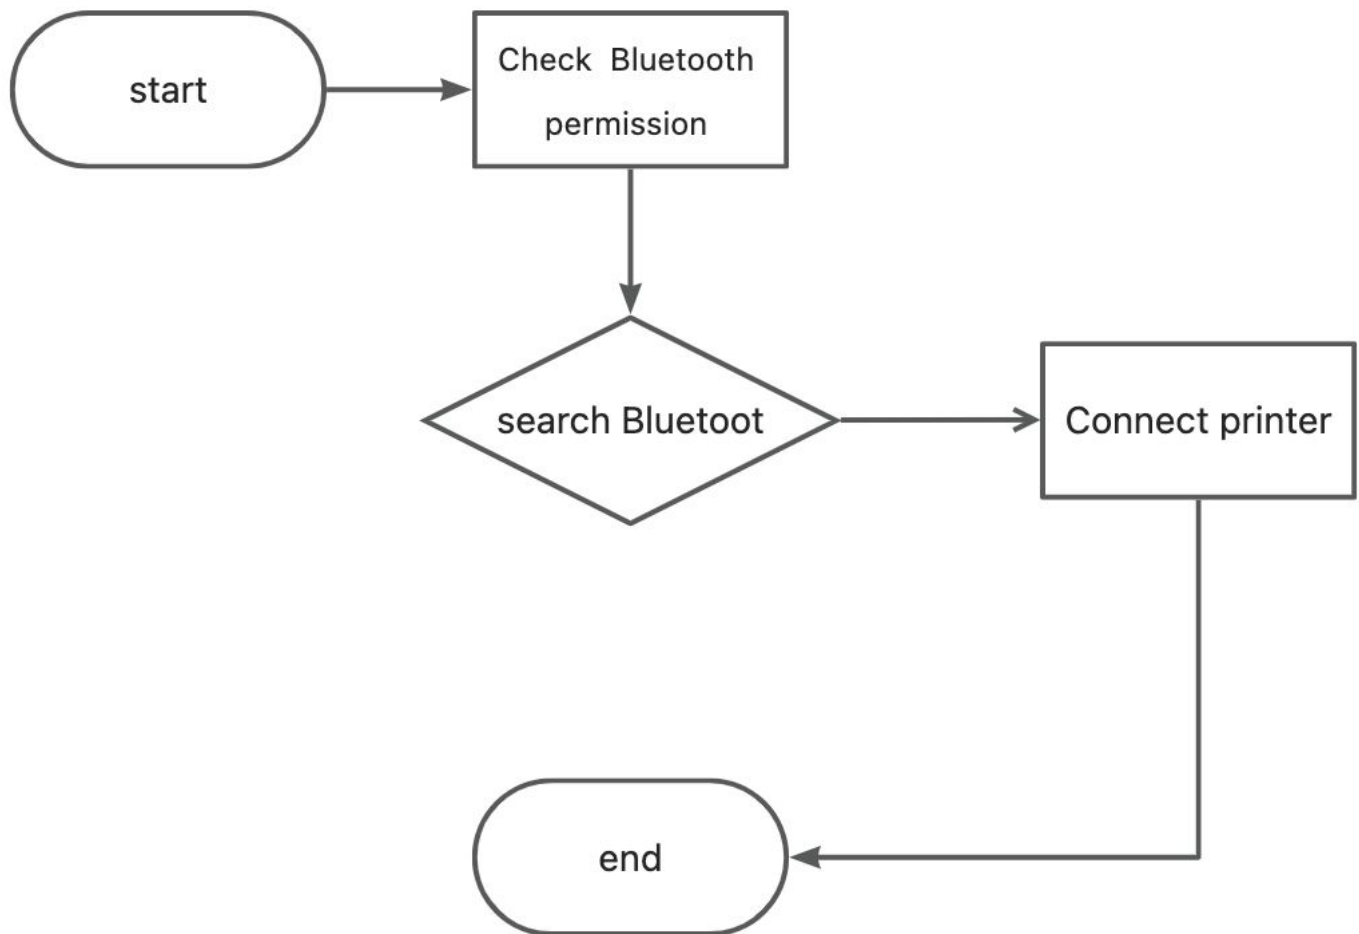 start
Check  Bluetooth
permission
search Bluetoot
Connect printer
end